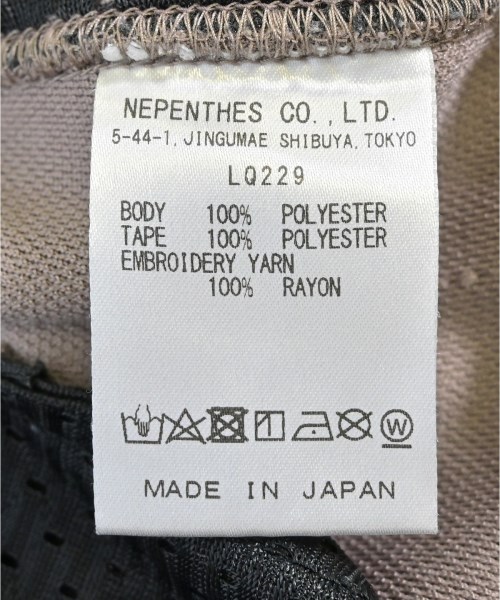 NEPENTHES CO.,LTD.
5-44-1, JINGUMAE SHIBUYA, TOKYO
LQ229
BODY 100% POLYESTER
TAPE 100% POLYESTER
EMBROIDERY YARN
100% RAYON
W
MADE IN JAPAN